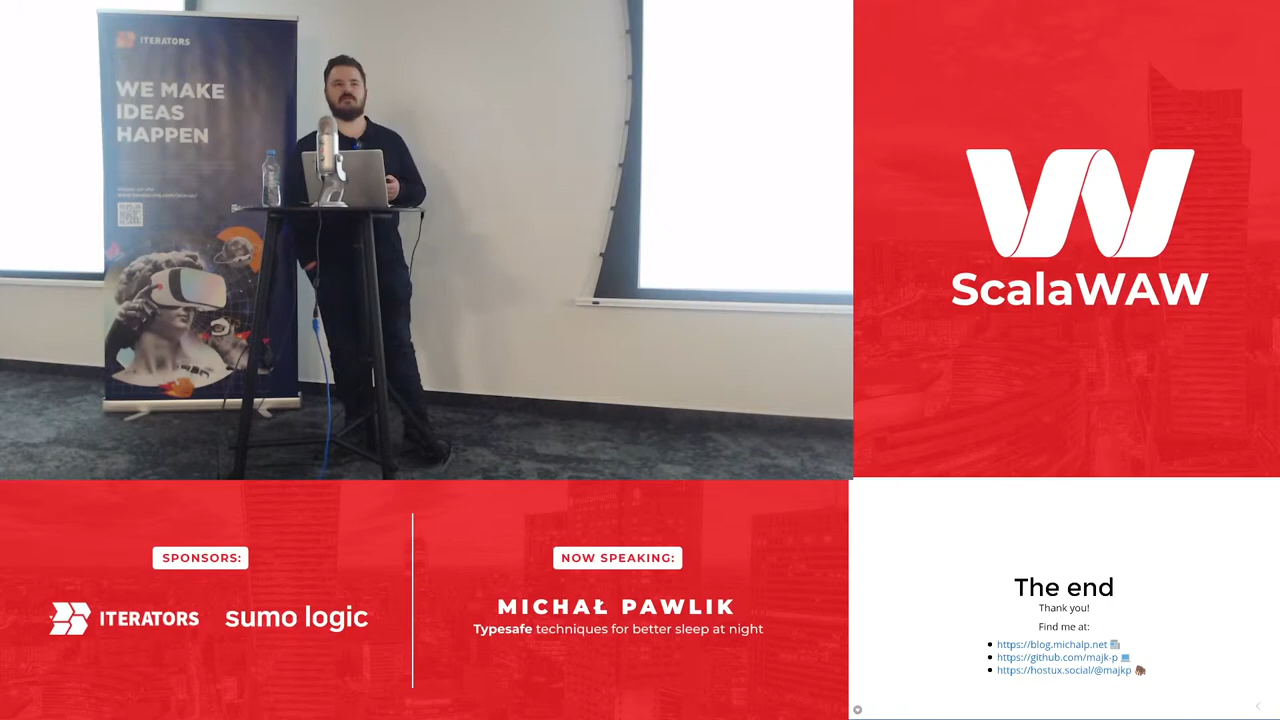 ITERATORS
WE MAKE
IDEAS
HAPPEN
ScalaWAW
SPONSORS:
ITERATORS
sumo logic
NOW SPEAKING:
MICHAŁ PAWLIK
Typesafe techniques for better sleep at night
The end
Thank you!
Find me at:
https://blog.michalp.net
https://github.com/majk-p
https://hostux.social/@majkp